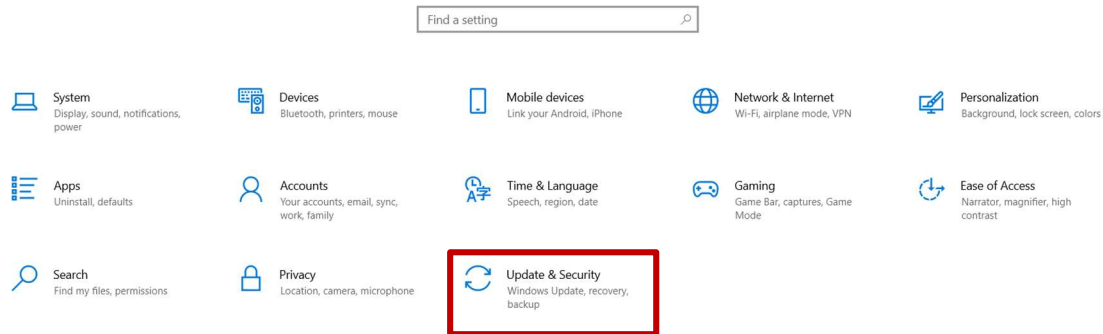 Find a setting
System
Display, sound, notifications,
power
Devices
Bluetooth, printers, mouse
Mobile devices
Link your Android, iPhone
Network & Internet
Wi-Fi, airplane mode, VPN
Personalization
Background, lock screen, colors
Apps
Uninstall, defaults
Accounts
Your accounts, email, sync,
work, family
Time & Language
Speech, region, date
Gaming
Game Bar, captures, Game
Mode
Ease of Access
Narrator, magnifier, high
contrast
Search
Find my files, permissions
Privacy
Location, camera, microphone
Update & Security
Windows Update, recovery,
backup